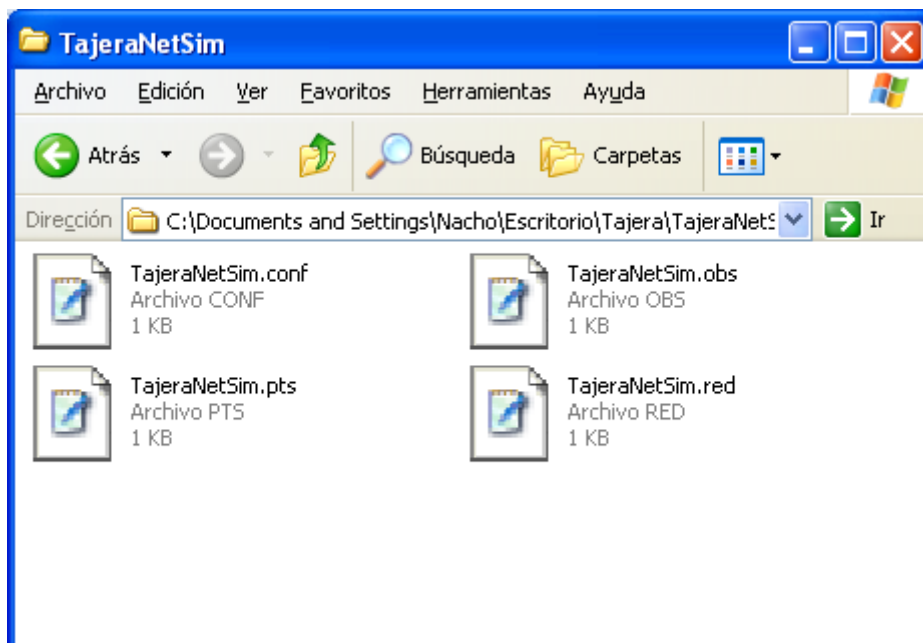 TajeraNetSim
Archivo Edición Ver Favoritos Herramientas Ayuda
Atrás Búsqueda Carpetas
Dirección C:\Documents and Settings\Nacho\Escritorio\Tajera\TajeraNetS Ir
TajeraNetSim.conf
Archivo CONF
1 KB
TajeraNetSim.obs
Archivo OBS
1 KB
TajeraNetSim.pts
Archivo PTS
1 KB
TajeraNetSim.red
Archivo RED
1 KB